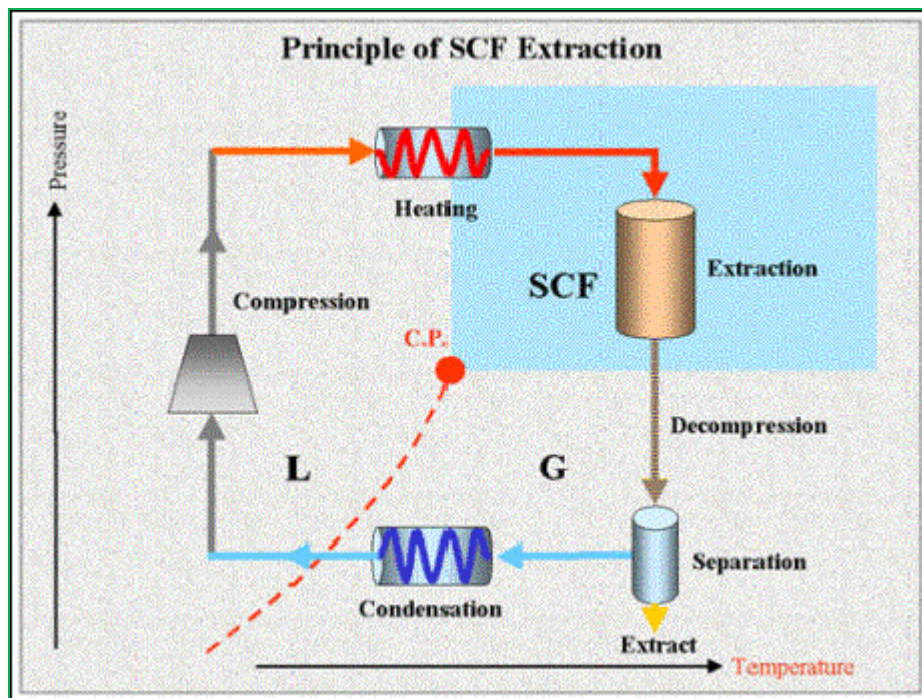 Principle of SCF Extraction
Pressure
Heating
Extraction
SCF
Compression
C.P.
Decompression
L
G
Separation
Condensation
Extract
Temperature